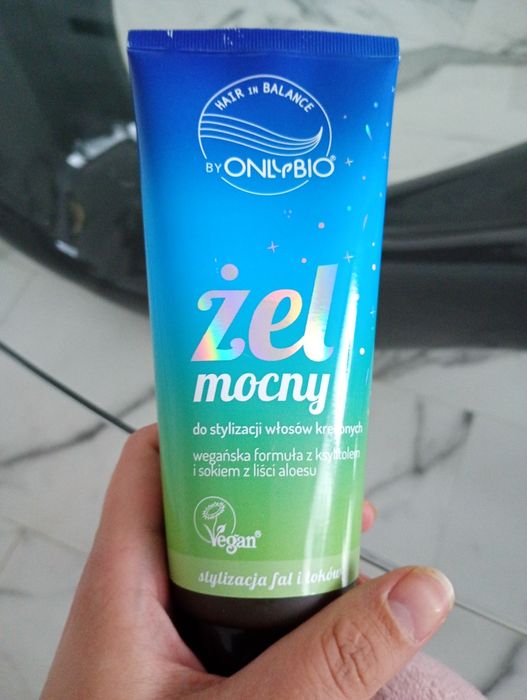 HAIR IN BALANCE
BY ONLYBIO®
żel
mocny
do stylizacji włosów kręconych
wegańska formuła z ksylitolem
i sokiem z liści aloesu
Vegan®
stylizacja fal i loków